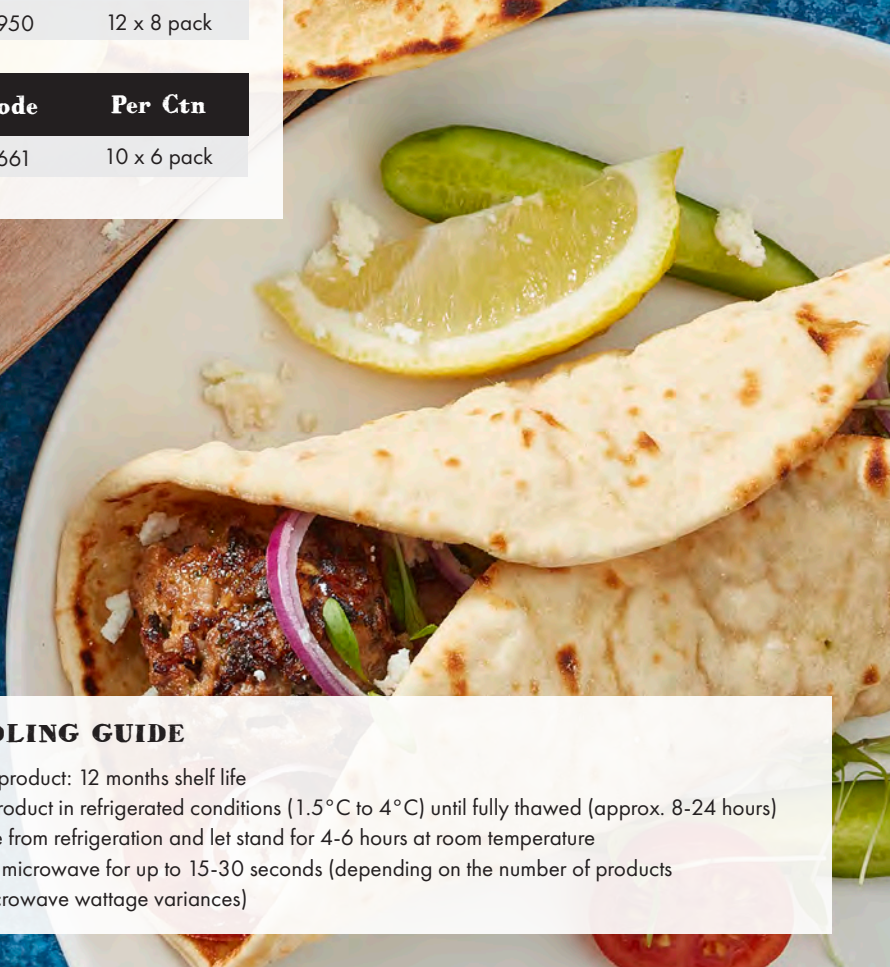 950 12 x 8 pack
ode Per Ctn
661 10 x 6 pack
LING GUIDE
product: 12 months shelf life
roduct in refrigerated conditions (1.5°C to 4°C) until fully thawed (approx. 8-24 hours)
e from refrigeration and let stand for 4-6 hours at room temperature
microwave for up to 15-30 seconds (depending on the number of products
rowave wattage variances)